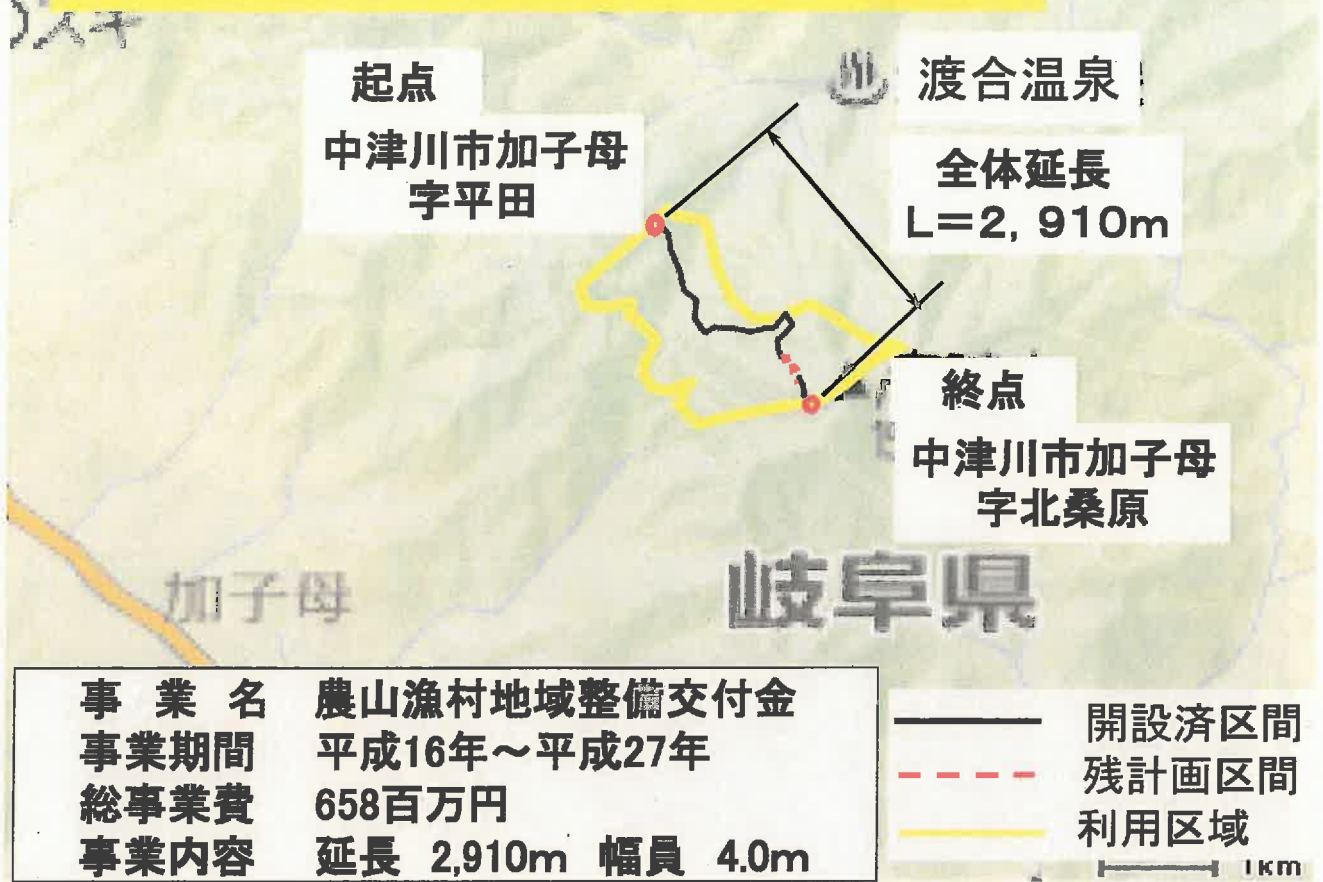 起点
中津川市加子母
字平田
渡合温泉
全体延長
L=2,910m
終点
中津川市加子母
字北桑原
加子母
岐阜県
事業名 農山漁村地域整備交付金
事業期間 平成16年~平成27年
総事業費 658百万円
事業内容 延長 2,910m 幅員 4.0m
開設済区間
残計画区間
利用区域
1km